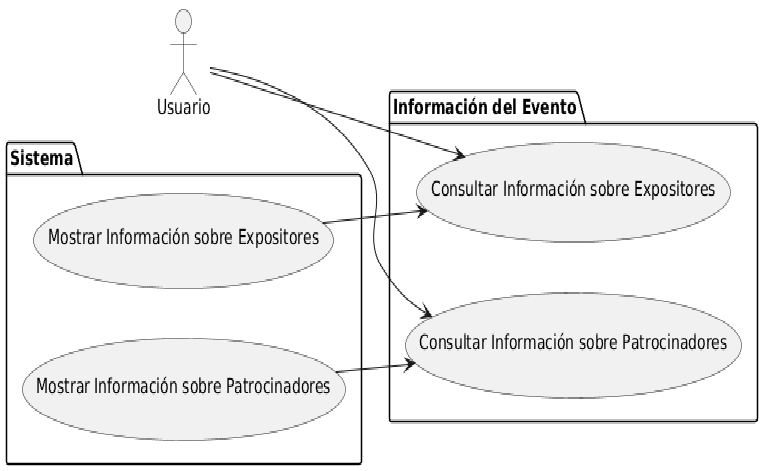 Usuario
Información del Evento
Sistema
Consultar Información sobre Expositores
Mostrar Información sobre Expositores
Consultar Información sobre Patrocinadores
Mostrar Información sobre Patrocinadores